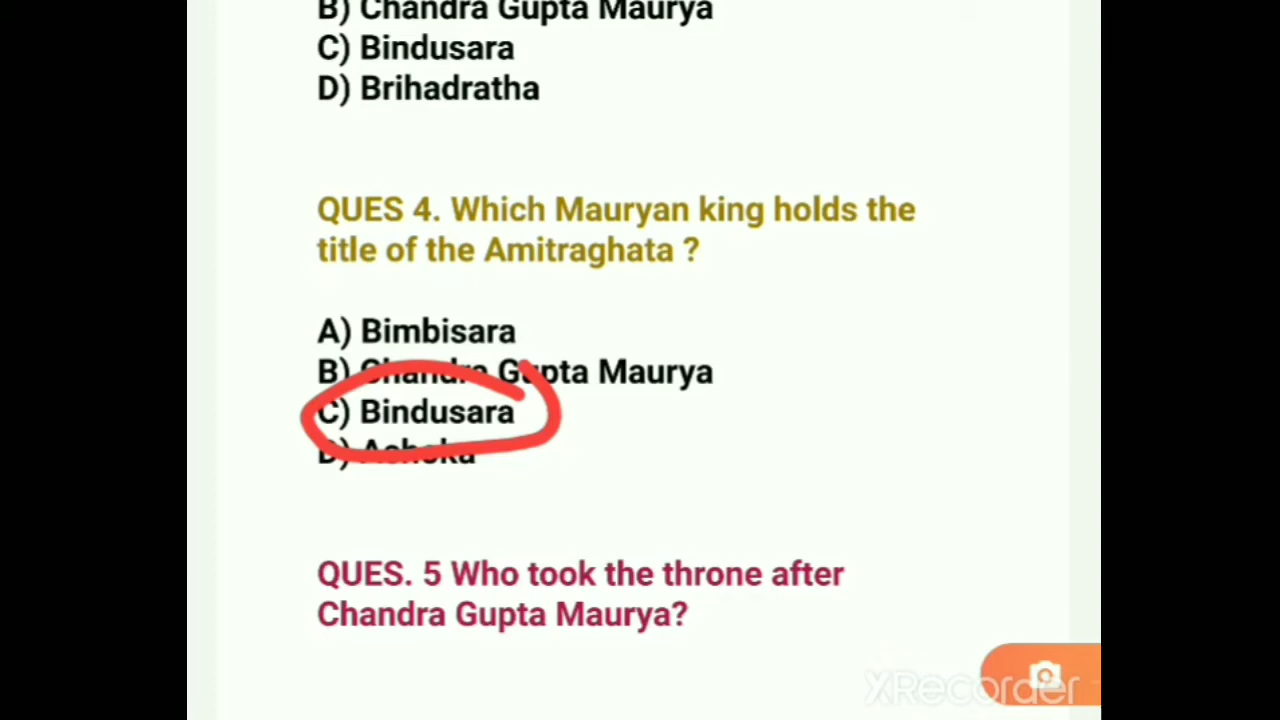 B) Chandra Gupta Maurya
C) Bindusara
D) Brihadratha
QUES 4. Which Mauryan king holds the
title of the Amitraghata ?
A) Bimbisara
B) Chandra Gupta Maurya
C) Bindusara
D) Ashoka
QUES. 5 Who took the throne after
Chandra Gupta Maurya?
XRecorder